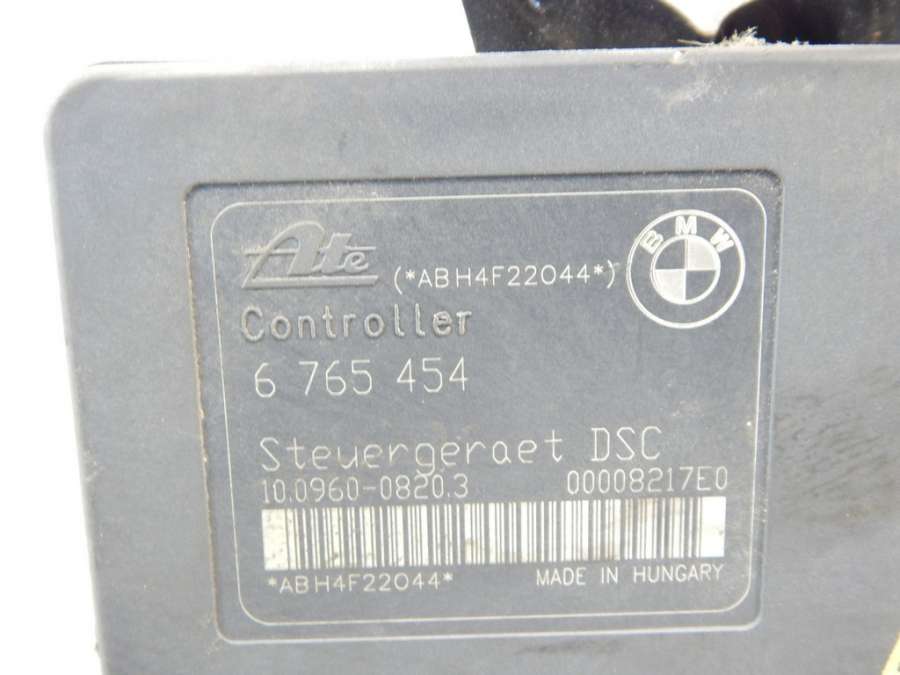 Ate (*ABH4F22044*) BMW
Controller
6 765 454
Steuergeraet DSC
10.0960-0820.3 00008217E0
*ABH4F22044* MADE IN HUNGARY